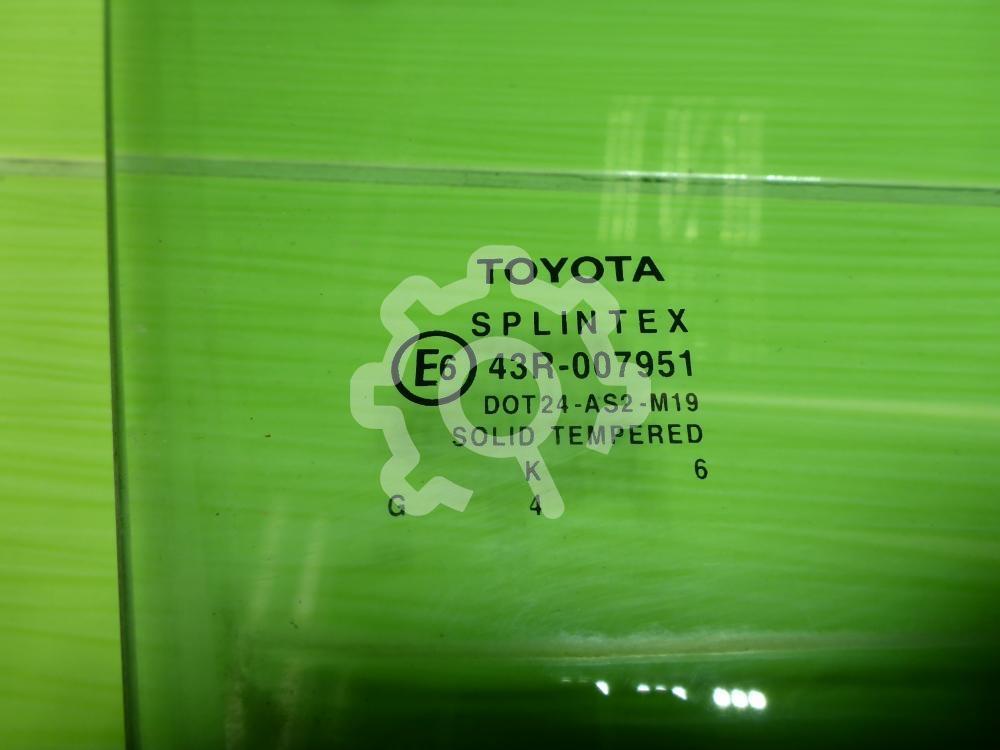 TOYOTA
SPLINTEX
E6 43R-007951
DOT24-AS2-M19
SOLID TEMPERED
K 6
G 4